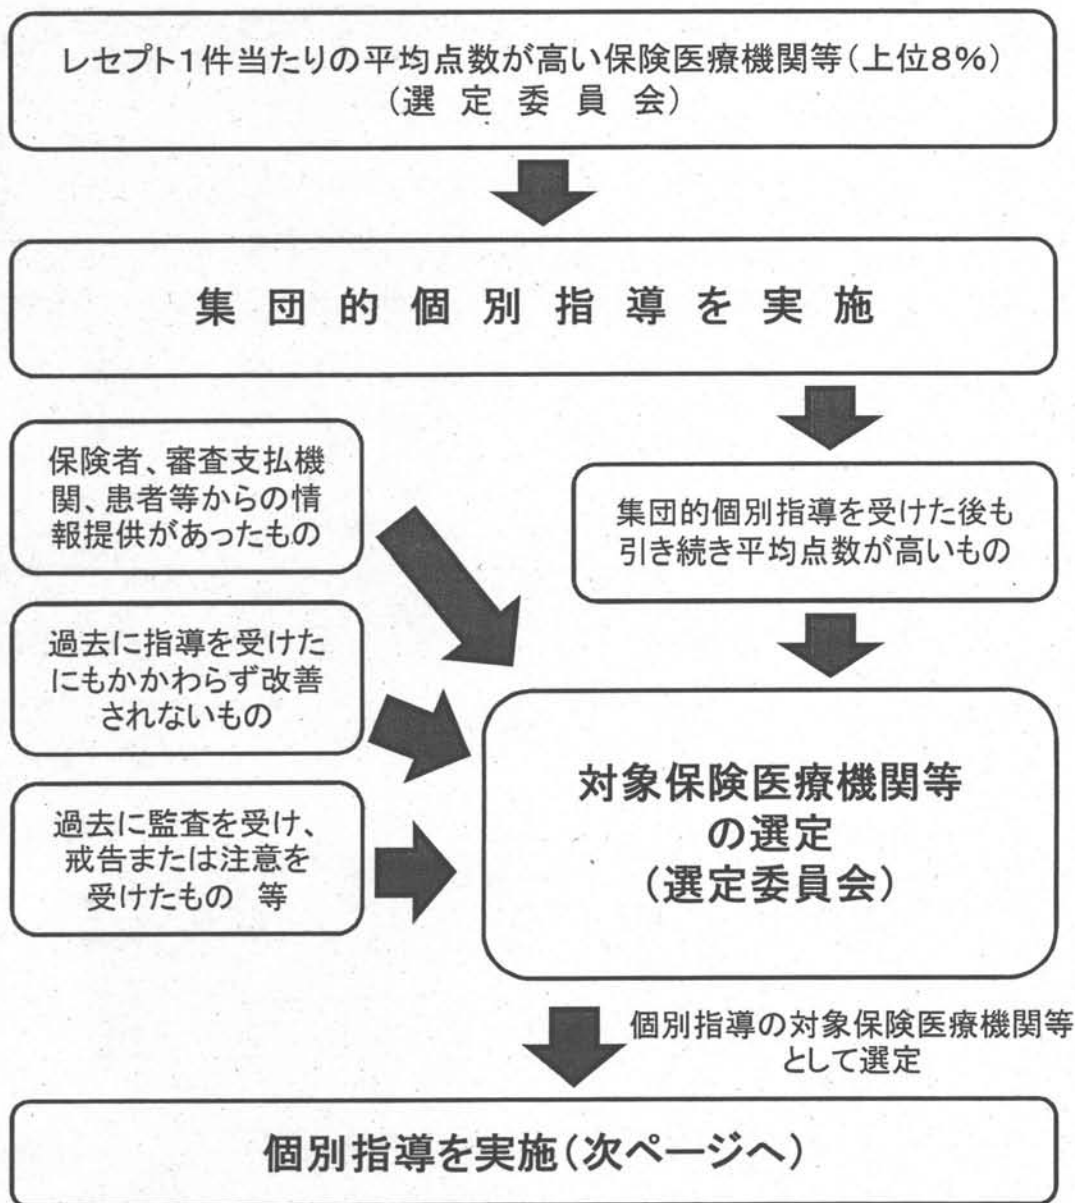 レセプト1件当たりの平均点数が高い保険医療機関等(上位8%)
(選 定 委 員 会)
集 団 的 個 別 指 導 を 実 施
保険者、審査支払機
関、患者等からの情
報提供があったもの
集団的個別指導を受けた後も
引き続き平均点数が高いもの
過去に指導を受けた
にもかかわらず改善
されないもの
過去に監査を受け、
戒告または注意を
受けたもの 等
対象保険医療機関等
の選定
(選定委員会)
個別指導の対象保険医療機関等
として選定
個別指導を実施(次ページへ)